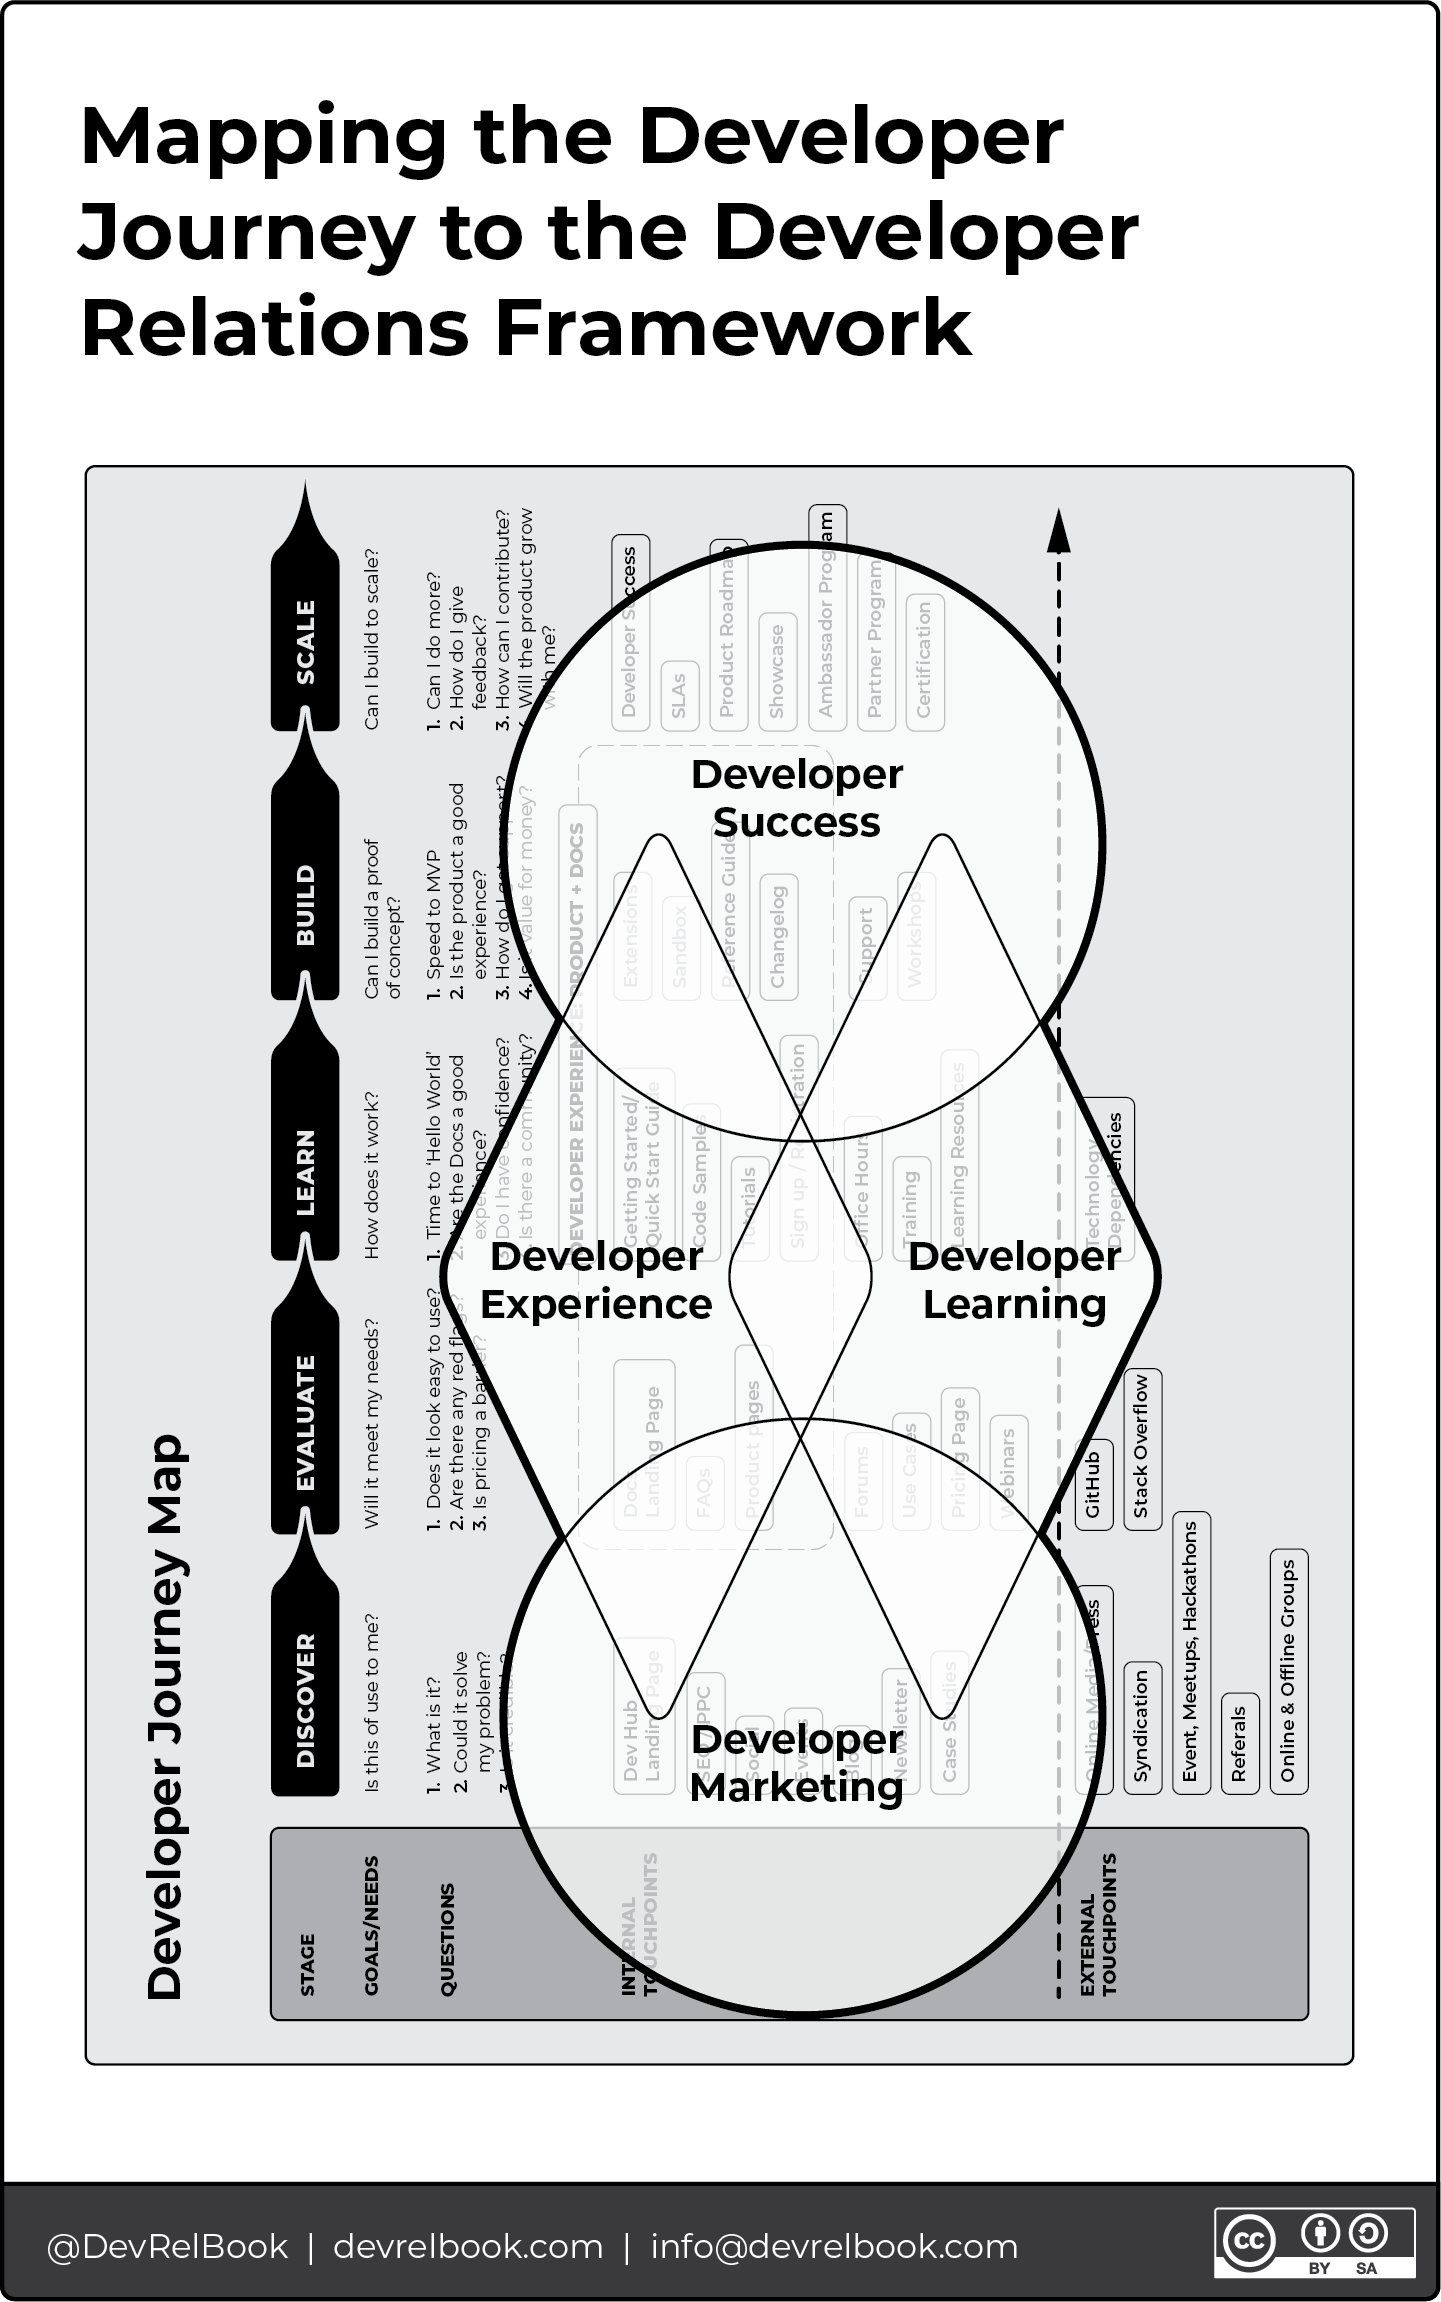 Mapping the Developer
Journey to the Developer
Relations Framework
Developer Journey Map
STAGE
DISCOVER
EVALUATE
LEARN
BUILD
SCALE
GOALS/NEEDS
Is this of use to me?
Will it meet my needs?
How does it work?
Can I build a proof
of concept?
Can I build to scale?
QUESTIONS
1. What is it?
2. Could it solve
my problem?
1. Does it look easy to use?
2. Are there any red flags?
3. Is pricing a barrier?
1. Time to ‘Hello World’
2. Are the Docs a good
experience?
3. Do I have confidence?
4. Is there a community?
1. Speed to MVP
2. Is the product a good
experience?
3. How do I get support?
4. Is it value for money?
1. Can I do more?
2. How do I give
feedback?
3. How can I contribute?
4. Will the product grow
with me?
INTERNAL
TOUCHPOINTS
DEVELOPER EXPERIENCE: PRODUCT + DOCS
Dev Hub
Landing Page
SEO / PPC
Social
Events
Blog
Newsletter
Case Studies
Docs
Landing Page
FAQs
Product pages
Forums
Use Cases
Pricing Page
Webinars
Getting Started/
Quick Start Guide
Code Samples
Tutorials
Sign up / Registration
Office Hours
Training
Learning Resources
Extensions
Sandbox
Reference Guide
Changelog
Support
Workshops
Developer Success
SLAs
Product Roadmap
Showcase
Ambassador Program
Partner Program
Certification
EXTERNAL
TOUCHPOINTS
Online Media/Press
Syndication
Event, Meetups, Hackathons
Referals
Online & Offline Groups
GitHub
Stack Overflow
Technology
Dependencies
Developer
Success
Developer
Experience
Developer
Learning
Developer
Marketing
@DevRelBook | devrelbook.com | info@devrelbook.com
CC
BY SA